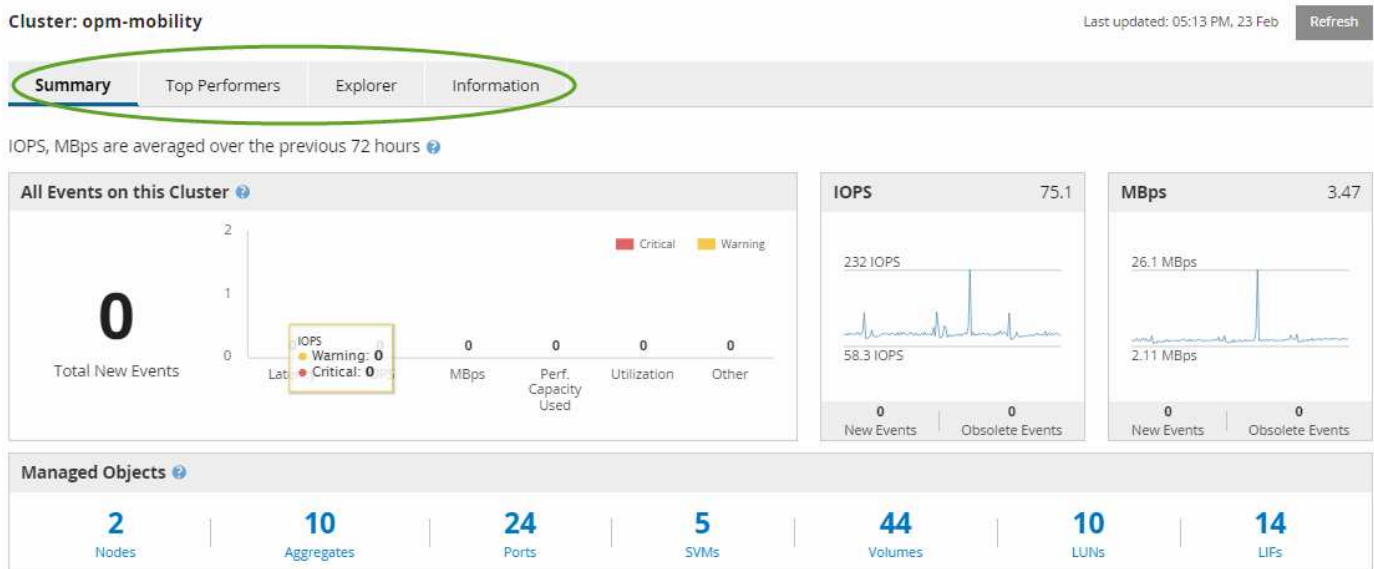 Cluster: opm-mobility
Last updated: 05:13 PM, 23 Feb
Refresh
Summary
Top Performers
Explorer
Information
IOPS, MBps are averaged over the previous 72 hours
All Events on this Cluster
0
Total New Events
2
1
0
Critical
Warning
IOPS
Warning: 0
Critical: 0
0
MBps
0
Perf.
Capacity
Used
0
Utilization
0
Other
IOPS
75.1
232 IOPS
58.3 IOPS
0
New Events
0
Obsolete Events
MBps
3.47
26.1 MBps
2.11 MBps
0
New Events
0
Obsolete Events
Managed Objects
2
Nodes
10
Aggregates
24
Ports
5
SVMs
44
Volumes
10
LUNs
14
LIFs